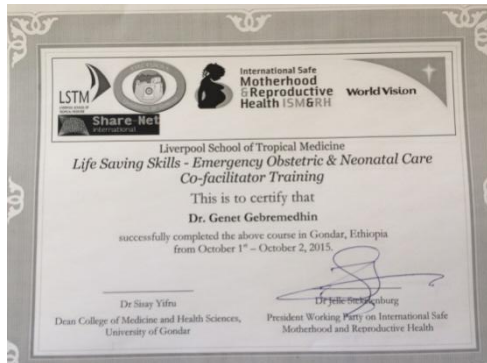 LSTM
International Safe
Motherhood
&Reproductive
Health ISM&RH
World Vision
Share-Net
International
Liverpool School of Tropical Medicine
Life Saving Skills - Emergency Obstetric & Neonatal Care
Co-facilitator Training
This is to certify that
Dr. Genet Gebremedhin
successfully completed the above course in Gondar, Ethiopia
from October 1st – October 2, 2015.
Dr Sisay Yifru
Dean College of Medicine and Health Sciences,
University of Gondar
Dr Jelle Stekelenburg
President Working Party on International Safe
Motherhood and Reproductive Health